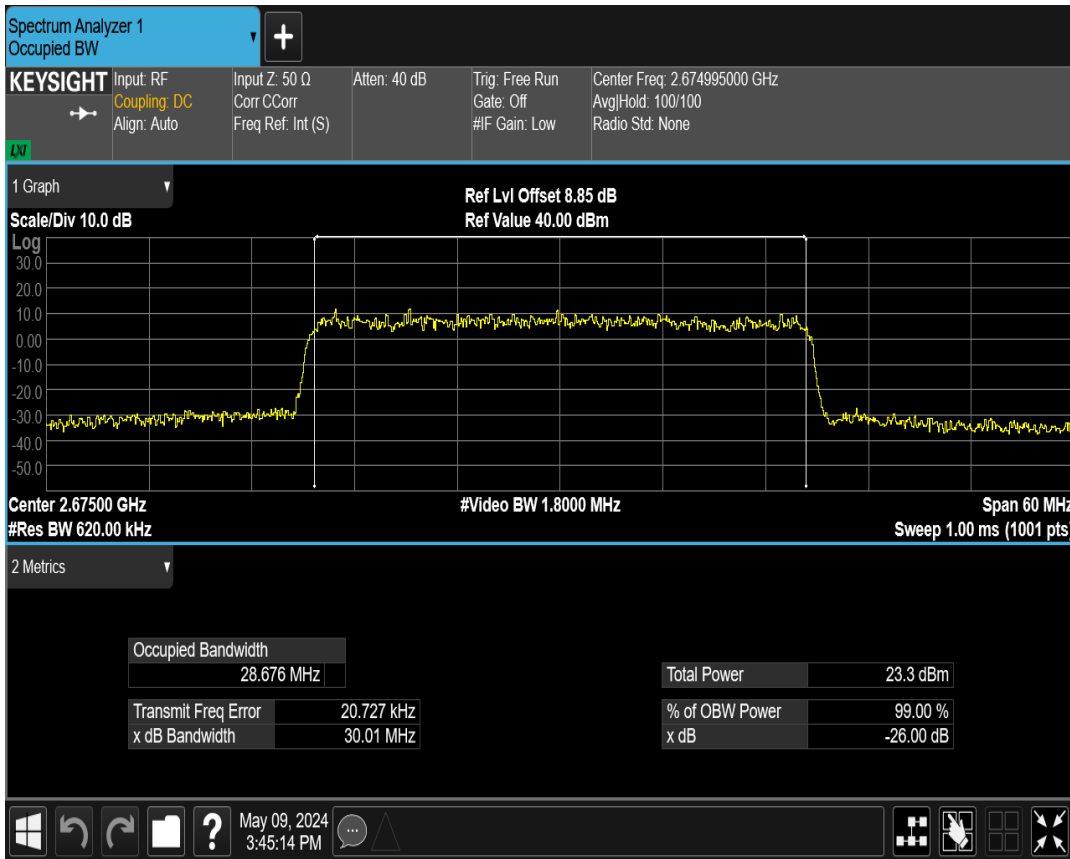 Spectrum Analyzer 1
Occupied BW
KEYSIGHT
LXI
Input: RF
Coupling: DC
Align: Auto
Input Z: 50 Ω
Corr CCorr
Freq Ref: Int (S)
Atten: 40 dB
Trig: Free Run
Gate: Off
#IF Gain: Low
Center Freq: 2.674995000 GHz
Avg|Hold: 100/100
Radio Std: None
1 Graph
Scale/Div 10.0 dB
Ref Lvl Offset 8.85 dB
Ref Value 40.00 dBm
Log
30.0
20.0
10.0
0.00
-10.0
-20.0
-30.0
-40.0
-50.0
Center 2.67500 GHz
#Video BW 1.8000 MHz
Span 60 MHz
#Res BW 620.00 kHz
Sweep 1.00 ms (1001 pts)
2 Metrics
Occupied Bandwidth
28.676 MHz
Total Power 23.3 dBm
Transmit Freq Error 20.727 kHz
% of OBW Power 99.00 %
x dB Bandwidth 30.01 MHz
x dB -26.00 dB
?
May 09, 2024
3:45:14 PM